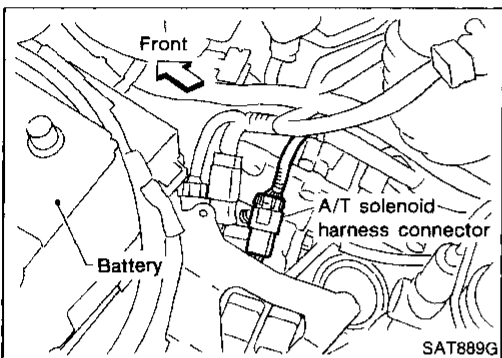 Front
A/T solenoid
harness connector
Battery
SAT889G